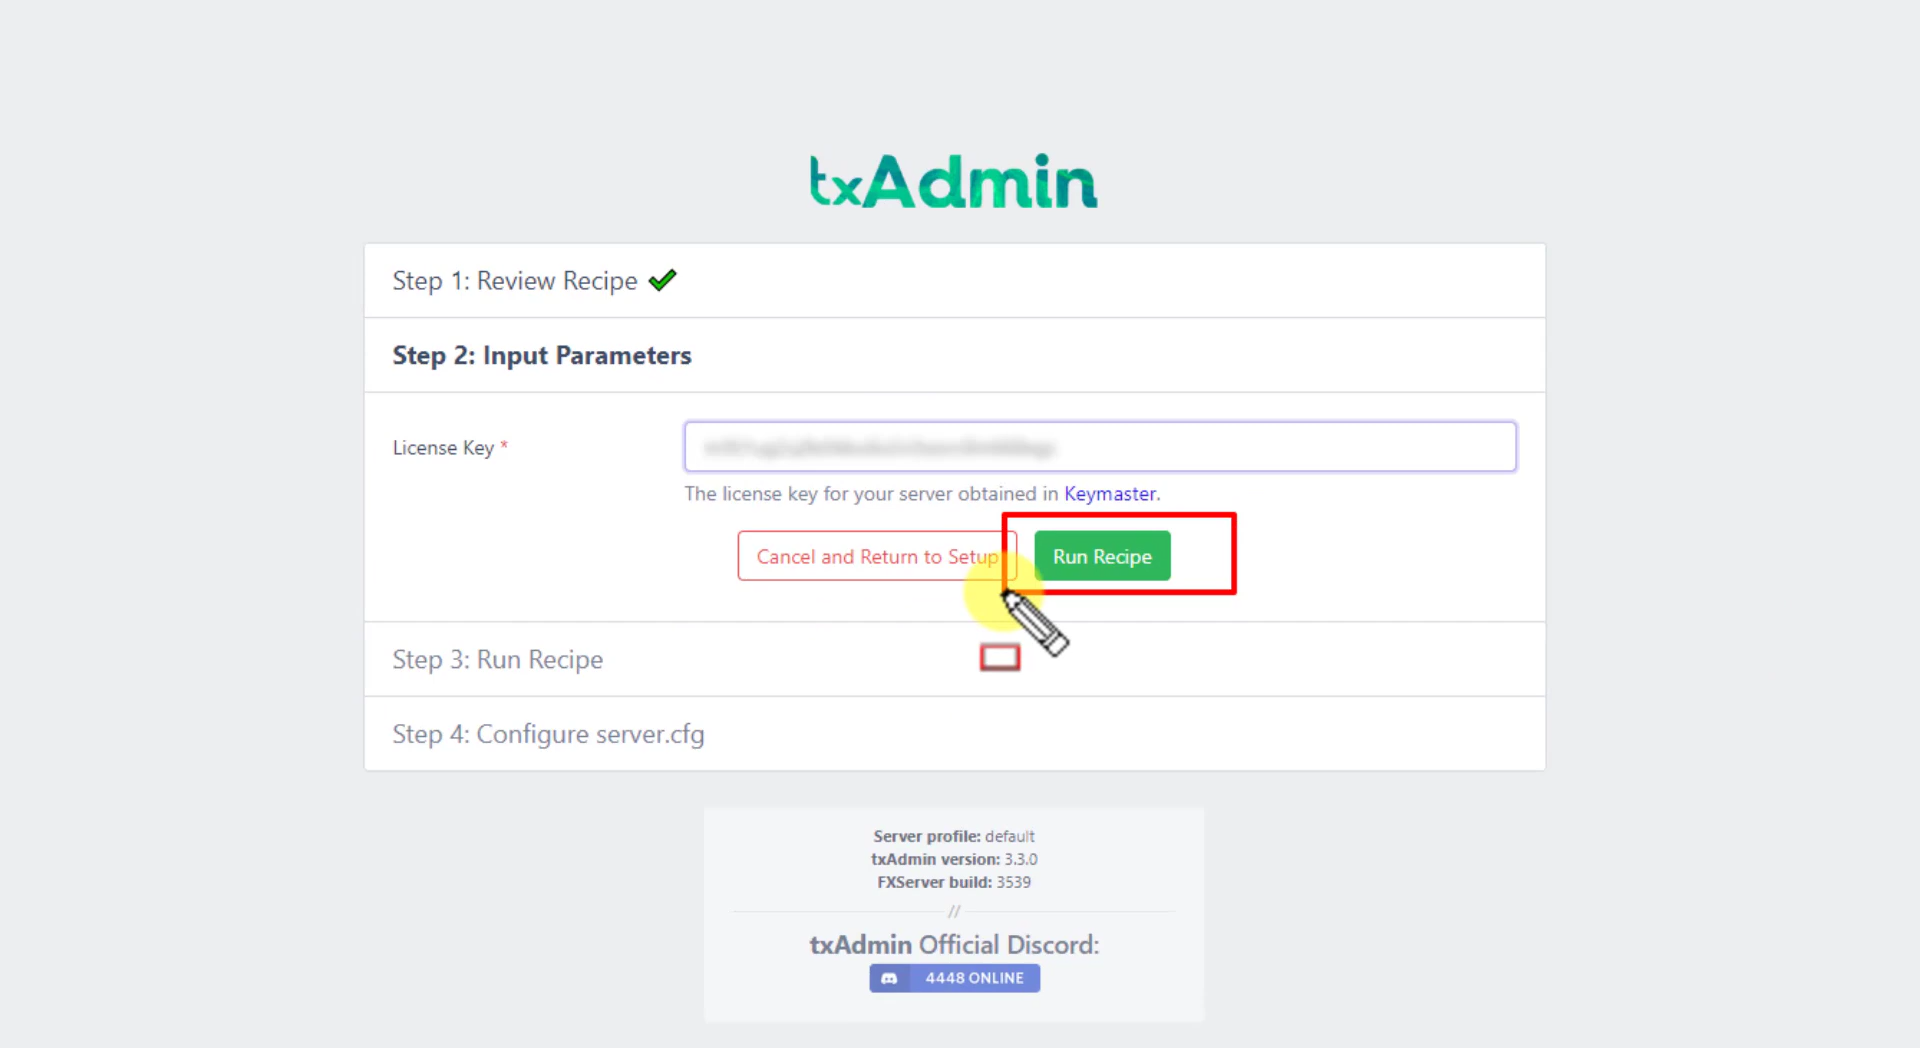 txAdmin
Step 1: Review Recipe
Step 2: Input Parameters
License Key *
The license key for your server obtained in Keymaster.
Cancel and Return to Setup
Run Recipe
Step 3: Run Recipe
Step 4: Configure server.cfg
Server profile: default
txAdmin version: 3.3.0
FXServer build: 3539
//
txAdmin Official Discord:
4448 ONLINE